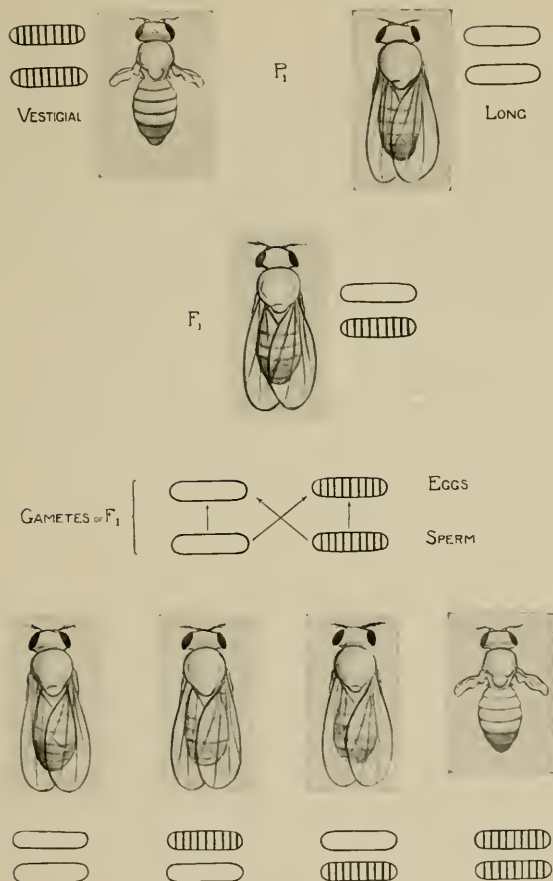 P₁
VESTIGIAL
LONG
F₁
EGGS
GAMETES OF F₁
SPERM